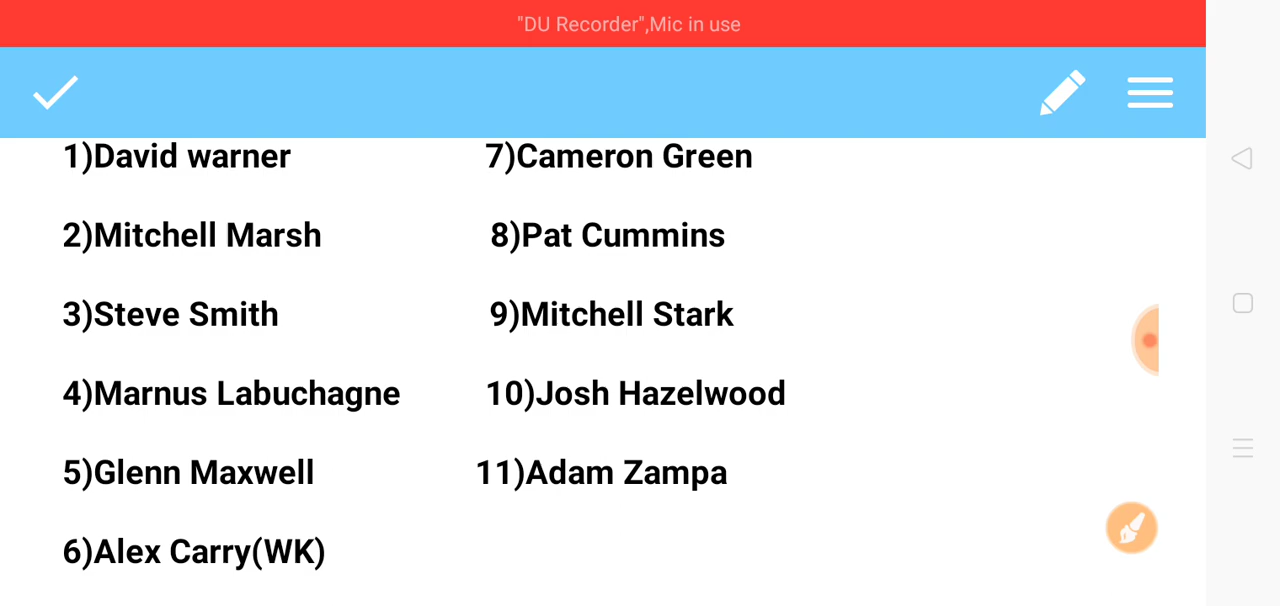 "DU Recorder",Mic in use
1)David warner
2)Mitchell Marsh
3)Steve Smith
4)Marnus Labuchagne
5)Glenn Maxwell
6)Alex Carry(WK)
7)Cameron Green
8)Pat Cummins
9)Mitchell Stark
10)Josh Hazelwood
11)Adam Zampa